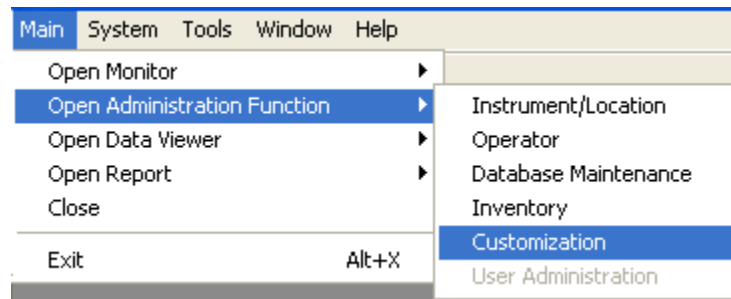 Main System Tools Window Help
Open Monitor
Open Administration Function
Open Data Viewer
Open Report
Close
Exit Alt+X
Instrument/Location
Operator
Database Maintenance
Inventory
Customization
User Administration